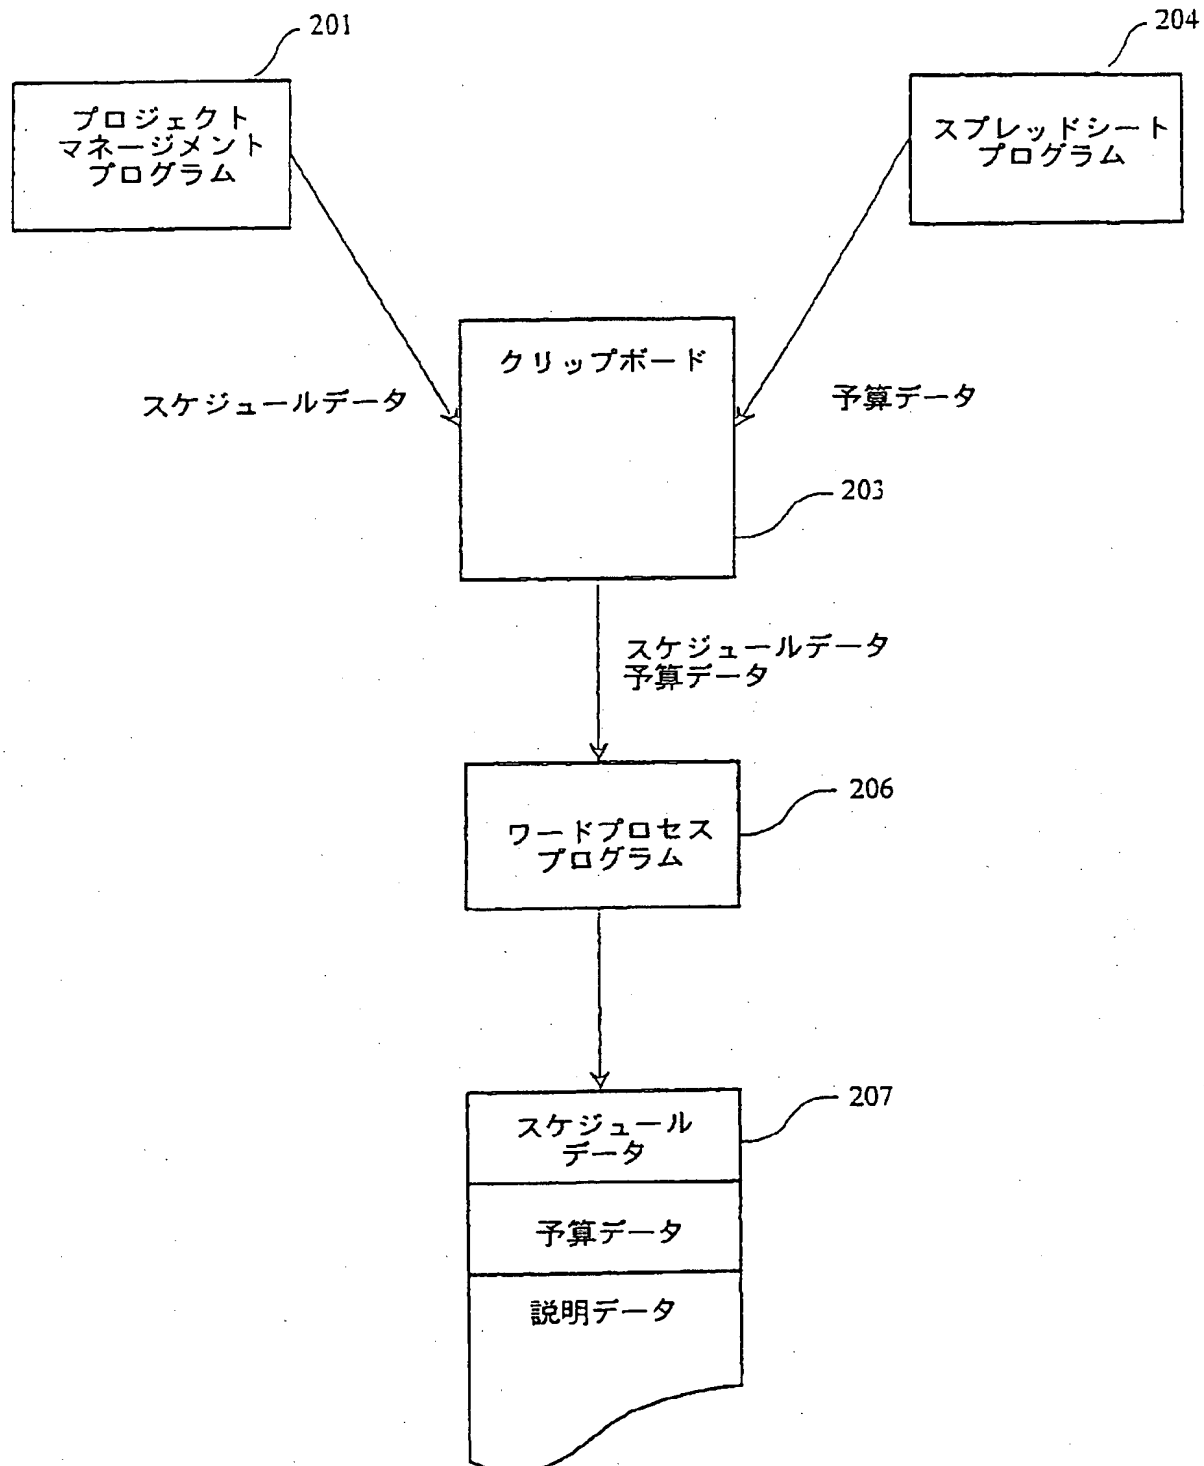 201
204
プロジェクト
マネージメント
プログラム
スプレッドシート
プログラム
クリップボード
スケジュールデータ
予算データ
203
スケジュールデータ
予算データ
206
ワードプロセス
プログラム
207
スケジュール
データ
予算データ
説明データ